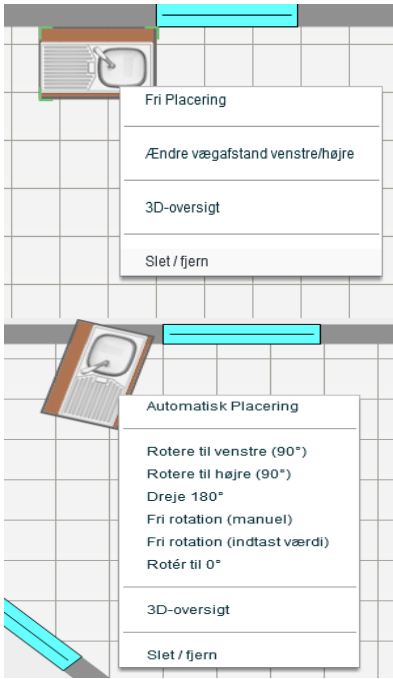 Fri Placering
Ændre vægafstand venstre/højre
3D-oversigt
Slet / fjern
Automatisk Placering
Rotere til venstre (90°)
Rotere til højre (90°)
Dreje 180°
Fri rotation (manuel)
Fri rotation (indtast værdi)
Rotér til 0°
3D-oversigt
Slet / fjern